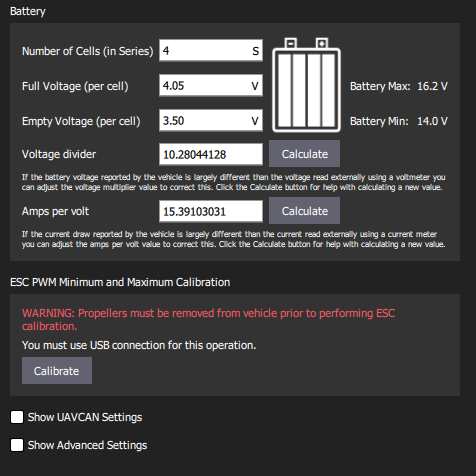 Battery
Number of Cells (in Series) 4 S
Full Voltage (per cell) 4.05 V Battery Max: 16.2 V
Empty Voltage (per cell) 3.50 V Battery Min: 14.0 V
Voltage divider 10.28044128 Calculate
If the battery voltage reported by the vehicle is largely different than the voltage read externally using a voltmeter you
can adjust the voltage multiplier value to correct this. Click the Calculate button for help with calculating a new value.
Amps per volt 15.39103031 Calculate
If the current draw reported by the vehicle is largely different than the current read externally using a current meter
you can adjust the amps per volt value to correct this. Click the Calculate button for help with calculating a new value.
ESC PWM Minimum and Maximum Calibration
WARNING: Propellers must be removed from vehicle prior to performing ESC
calibration.
You must use USB connection for this operation.
Calibrate
Show UAVCAN Settings
Show Advanced Settings